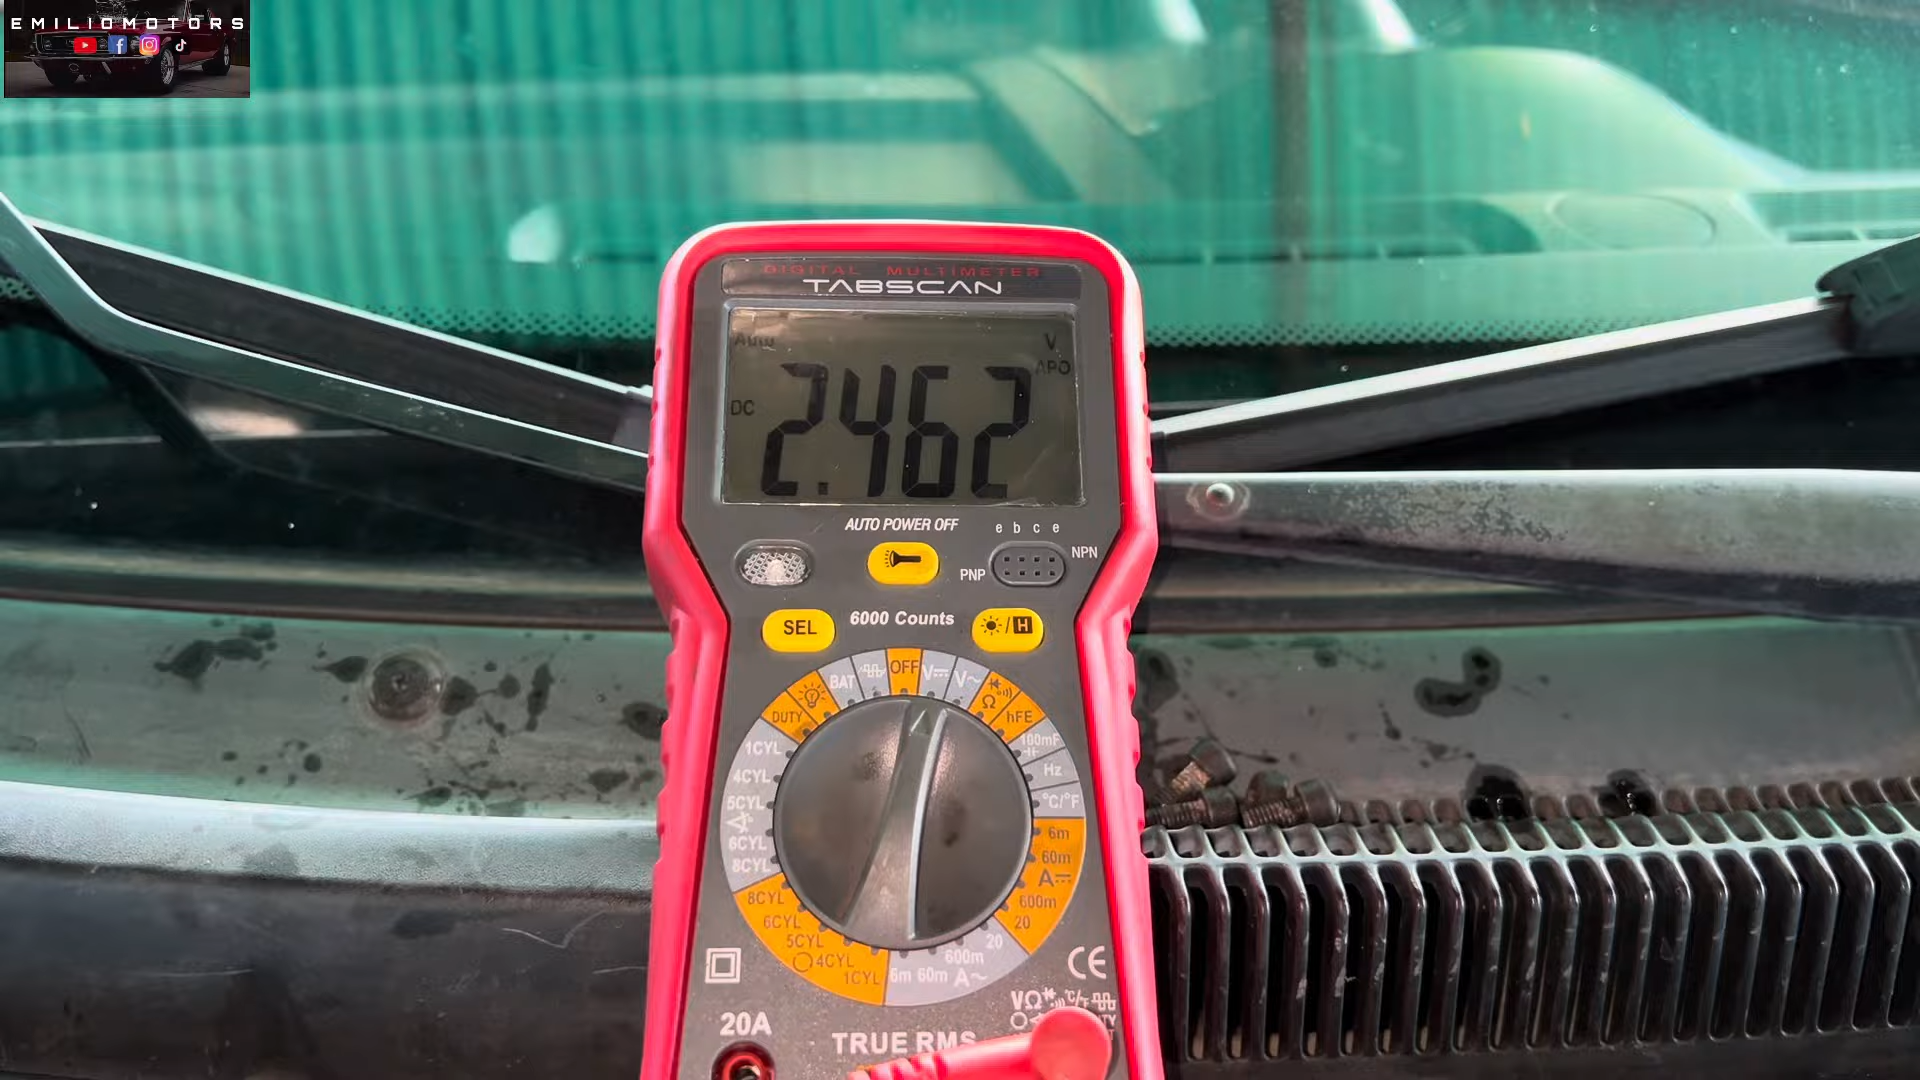 EMILIOMOTORS
DIGITAL MULTIMETER
TABSCAN
Auto
V
APO
DC
2.462
AUTO POWER OFF
e b c e
NPN
PNP
SEL
6000 Counts
/ H
OFF
V
V~
BAT
DUTY
Ω
hFE
1CYL
100mF
4CYL
Hz
5CYL
°C/°F
6CYL
6m
8CYL
60m
A
8CYL
600m
6CYL
20
5CYL
20
4CYL
600m
1CYL
6m 60m A~
CE
VΩ
°C/°F
20A
TRUE RMS